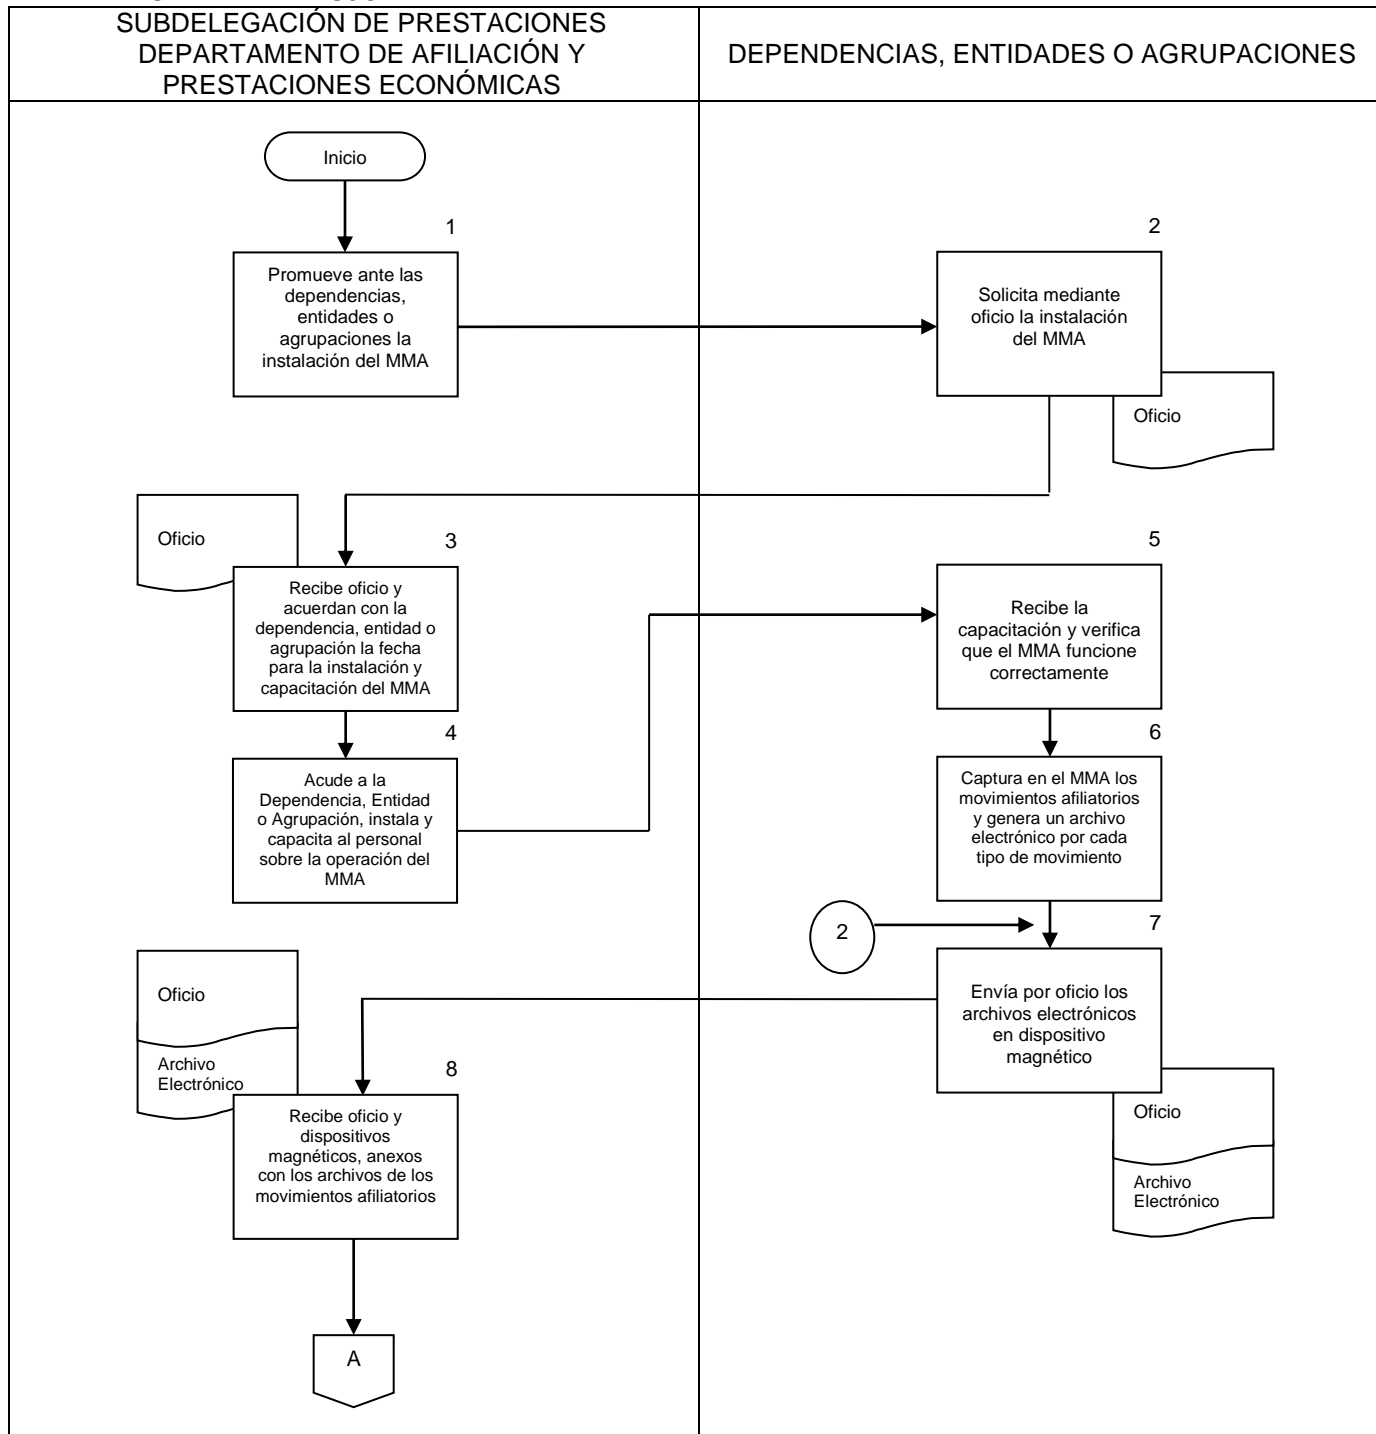 SUBDELEGACIÓN DE PRESTACIONES
DEPARTAMENTO DE AFILIACIÓN Y
PRESTACIONES ECONÓMICAS
DEPENDENCIAS, ENTIDADES O AGRUPACIONES
Inicio
1
Promueve ante las
dependencias,
entidades o
agrupaciones la
instalación del MMA
2
Solicita mediante
oficio la instalación
del MMA
Oficio
Oficio
3
Recibe oficio y
acuerdan con la
dependencia, entidad o
agrupación la fecha
para la instalación y
capacitación del MMA
4
Acude a la
Dependencia, Entidad
o Agrupación, instala y
capacita al personal
sobre la operación del
MMA
5
Recibe la
capacitación y verifica
que el MMA funcione
correctamente
6
Captura en el MMA los
movimientos afiliatorios
y genera un archivo
electrónico por cada
tipo de movimiento
2
7
Envía por oficio los
archivos electrónicos
en dispositivo
magnético
Oficio
Archivo
Electrónico
Oficio
Archivo
Electrónico
8
Recibe oficio y
dispositivos
magnéticos, anexos
con los archivos de los
movimientos afiliatorios
A